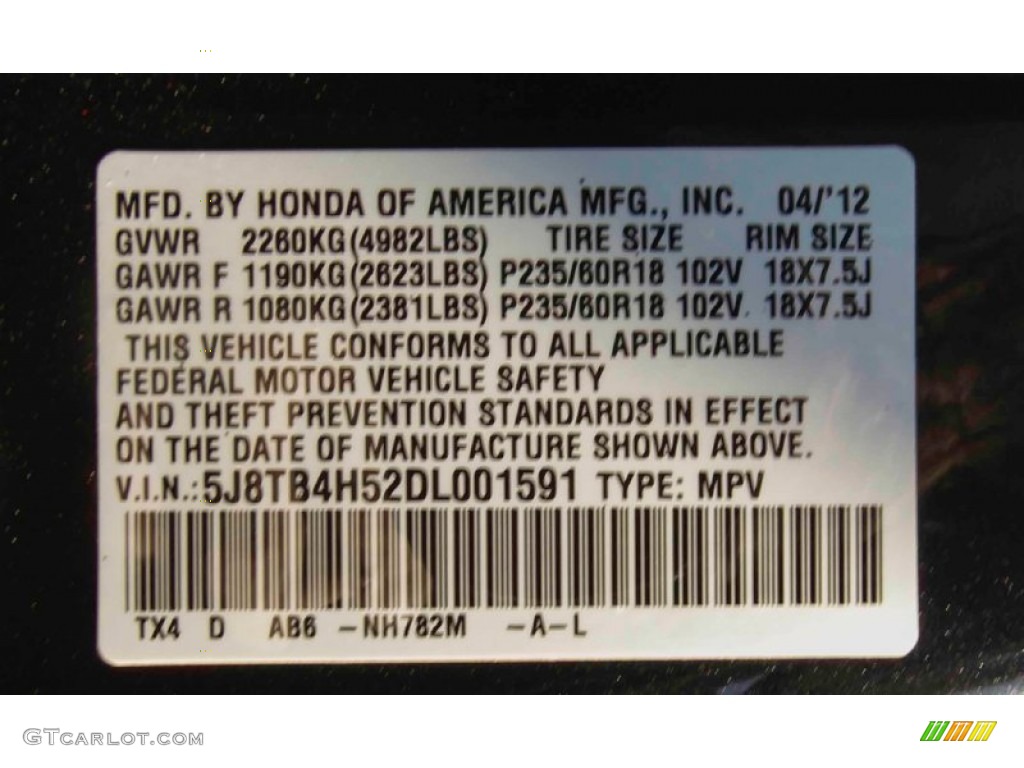 MFD. BY HONDA OF AMERICA MFG., INC. 04/'12
GVWR 2260KG(4982LBS) TIRE SIZE RIM SIZE
GAWR F 1190KG(2623LBS) P235/60R18 102V 18X7.5J
GAWR R 1080KG(2381LBS) P235/60R18 102V 18X7.5J
THIS VEHICLE CONFORMS TO ALL APPLICABLE
FEDERAL MOTOR VEHICLE SAFETY
AND THEFT PREVENTION STANDARDS IN EFFECT
ON THE DATE OF MANUFACTURE SHOWN ABOVE.
V.I.N.:5J8TB4H52DL001591 TYPE: MPV
TX4 D AB6 -NH782M -A-L
GTCARLOT.COM